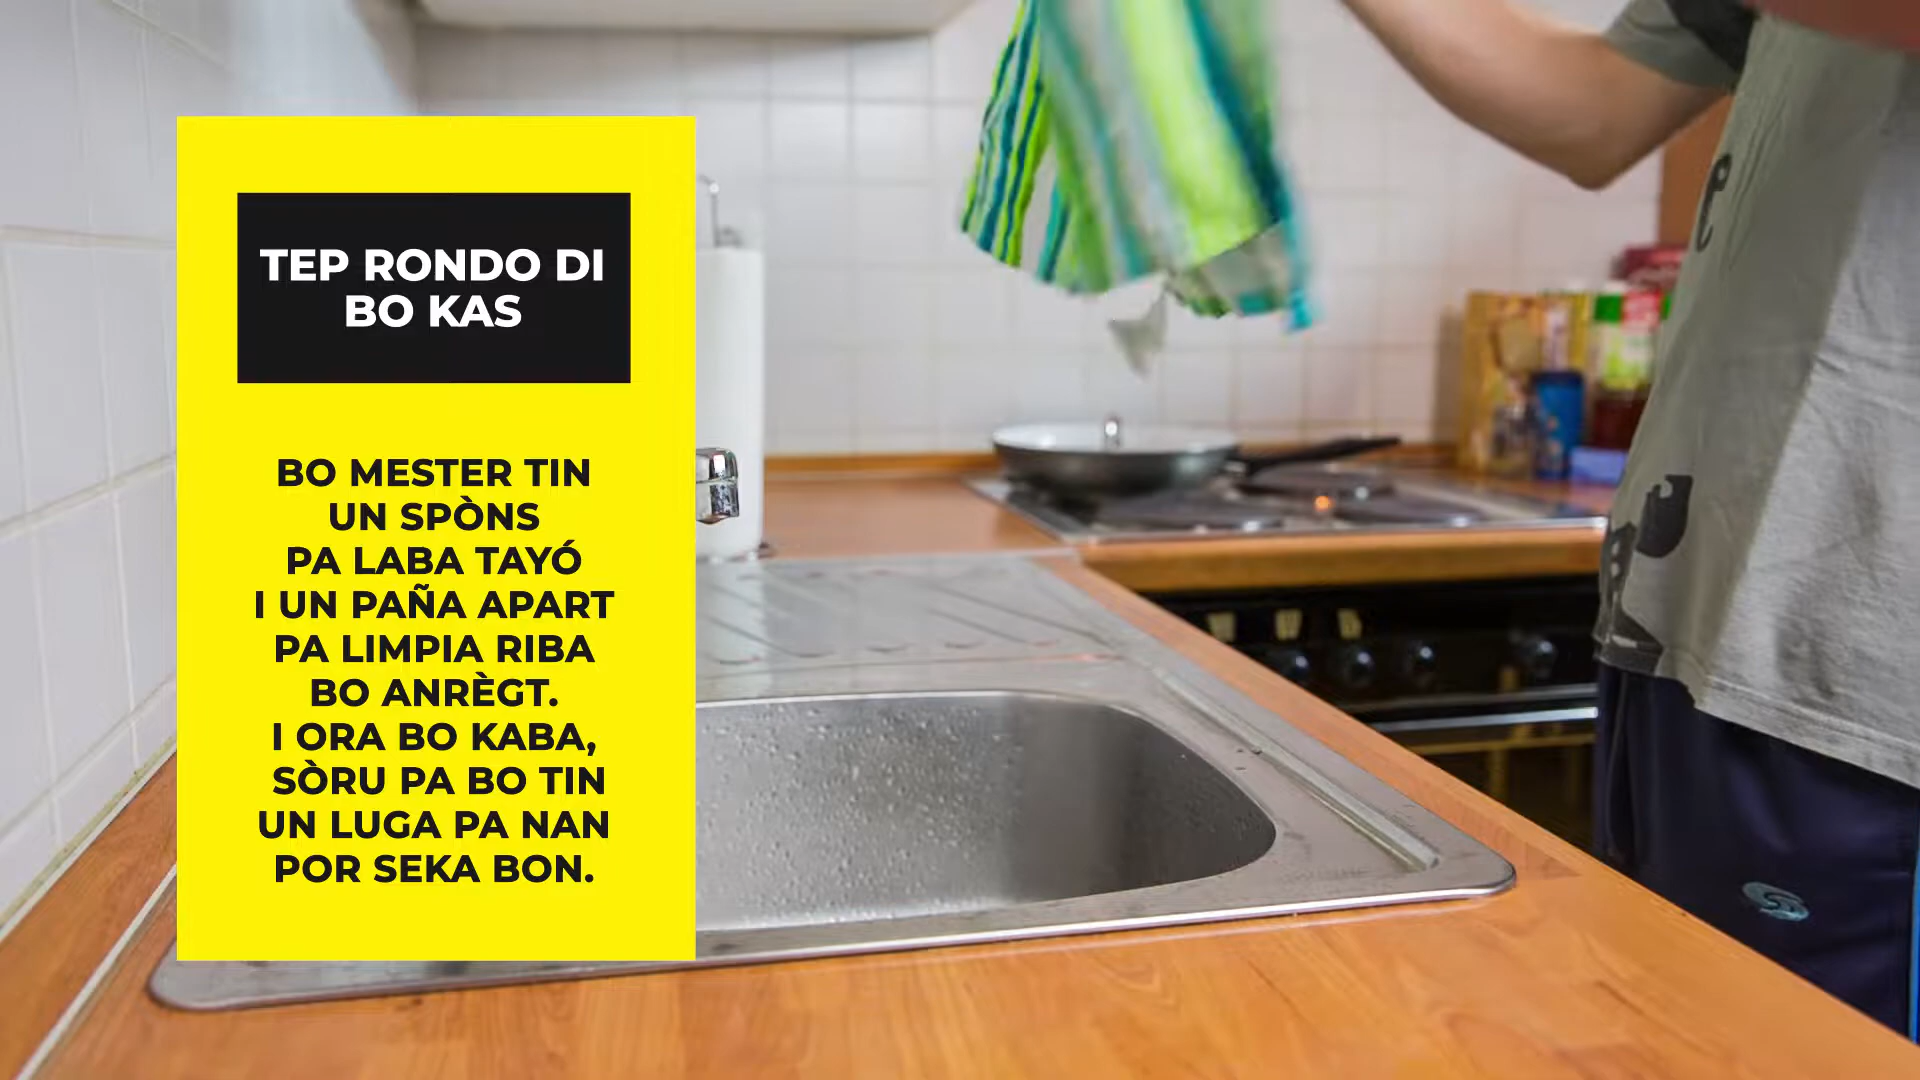 TEP RONDO DI
BO KAS
BO MESTER TIN
UN SPÒNS
PA LABA TAYÓ
I UN PAÑA APART
PA LIMPIA RIBA
BO ANRÈGT.
I ORA BO KABA,
SÒRU PA BO TIN
UN LUGA PA NAN
POR SEKA BON.